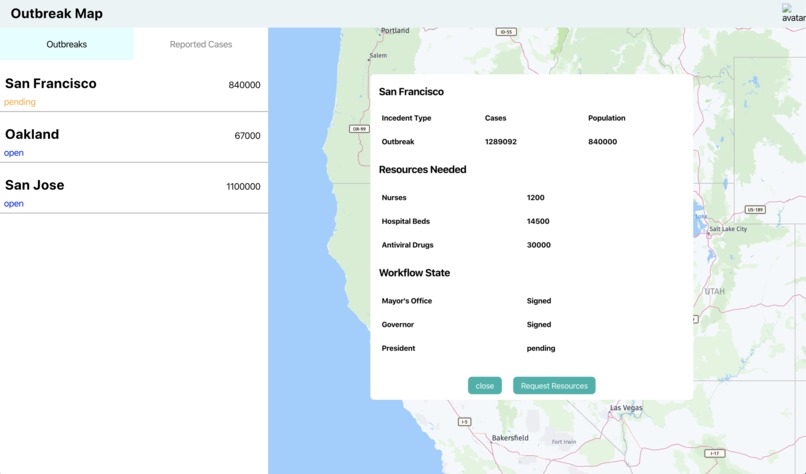 Outbreak Map
avatar
Outbreaks
Reported Cases
San Francisco
840000
pending
Oakland
67000
open
San Jose
1100000
open
Portland
ID-55
Salem
OR-99
US-189
Salt Lake City
UTAH
Las Vegas
I-5
Bakersfield
Fort Irwin
I-17
San Francisco
Incedent Type Cases Population
Outbreak 1289092 840000
Resources Needed
Nurses 1200
Hospital Beds 14500
Antiviral Drugs 30000
Workflow State
Mayor's Office Signed
Governor Signed
President pending
close
Request Resources